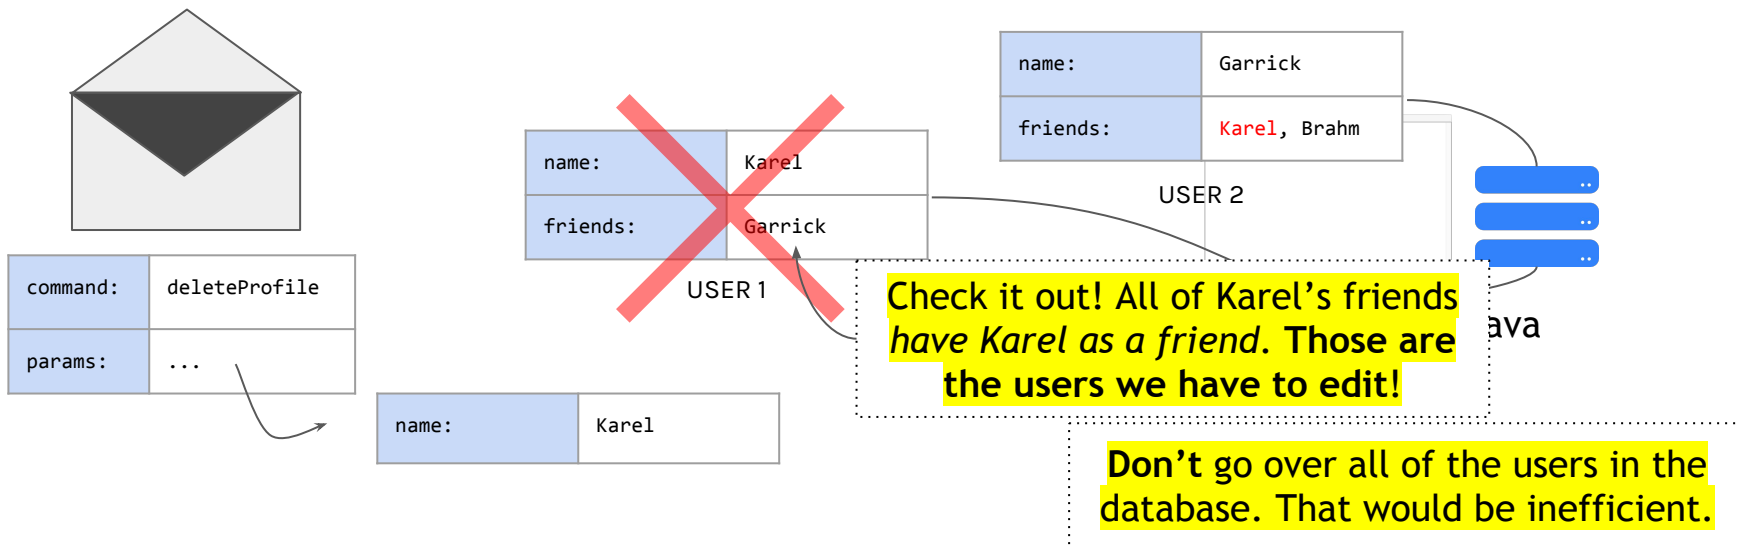 name: Garrick
friends: Karel, Brahm
USER 2
name: Karel
friends: Garrick
USER 1
command: deleteProfile
params: ...
name: Karel
Check it out! All of Karel’s friends
have Karel as a friend. Those are
the users we have to edit!
ava
Don’t go over all of the users in the
database. That would be inefficient.